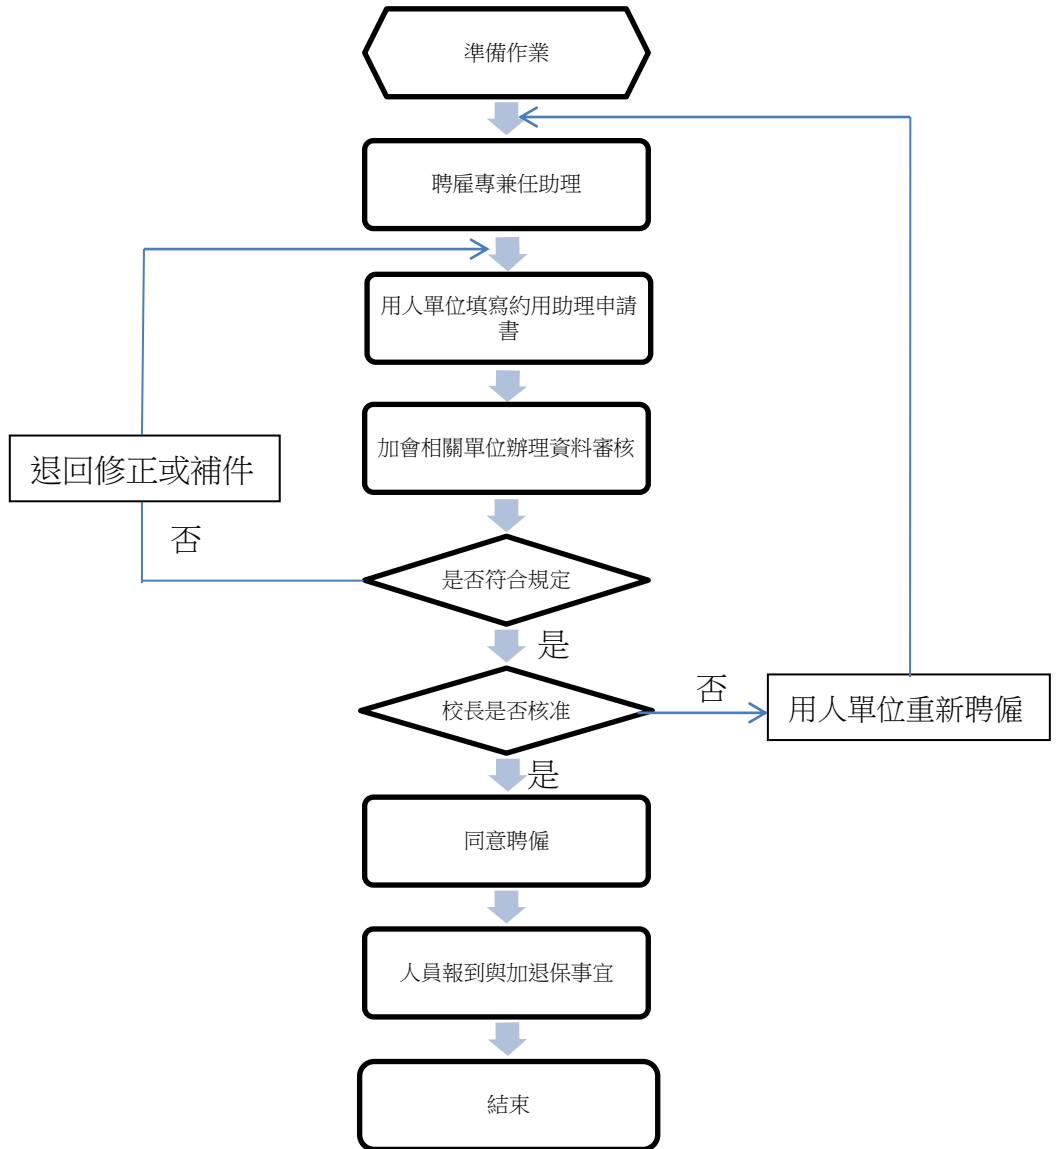 準備作業
聘雇專兼任助理
用人單位填寫約用助理申請
書
加會相關單位辦理資料審核
退回修正或補件
否
是否符合規定
是
校長是否核准
否
用人單位重新聘僱
是
同意聘僱
人員報到與加退保事宜
結束